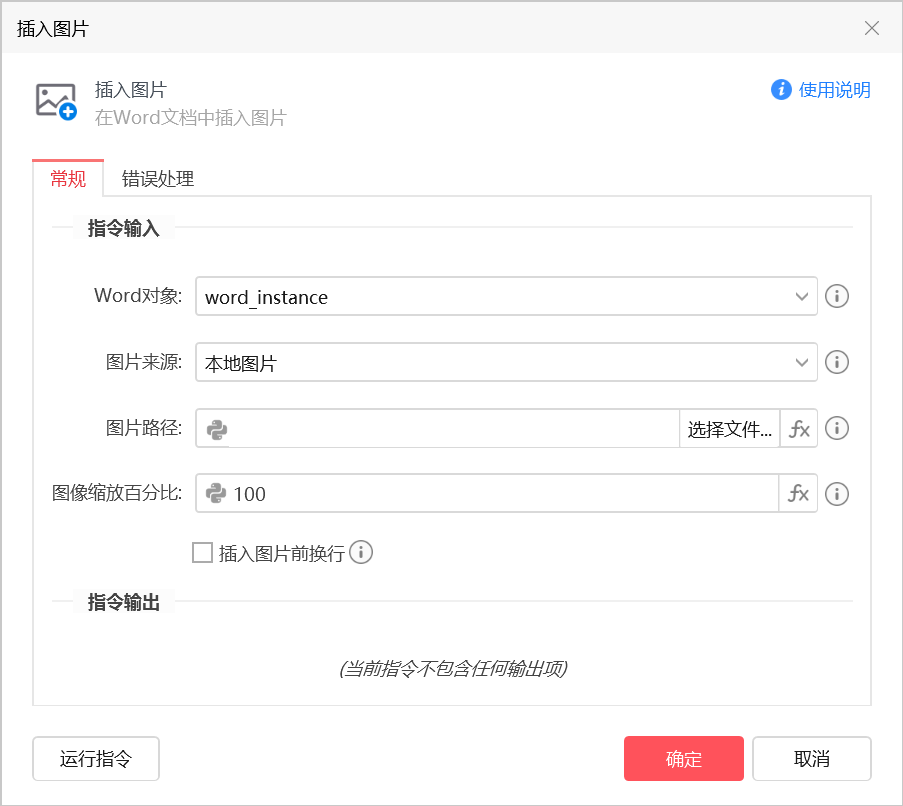 插入图片
插入图片
使用说明
在Word文档中插入图片
常规
错误处理
指令输入
Word对象:
word_instance
图片来源:
本地图片
图片路径:
选择文件...
fx
图像缩放百分比:
100
fx
插入图片前换行
指令输出
(当前指令不包含任何输出项)
运行指令
确定
取消